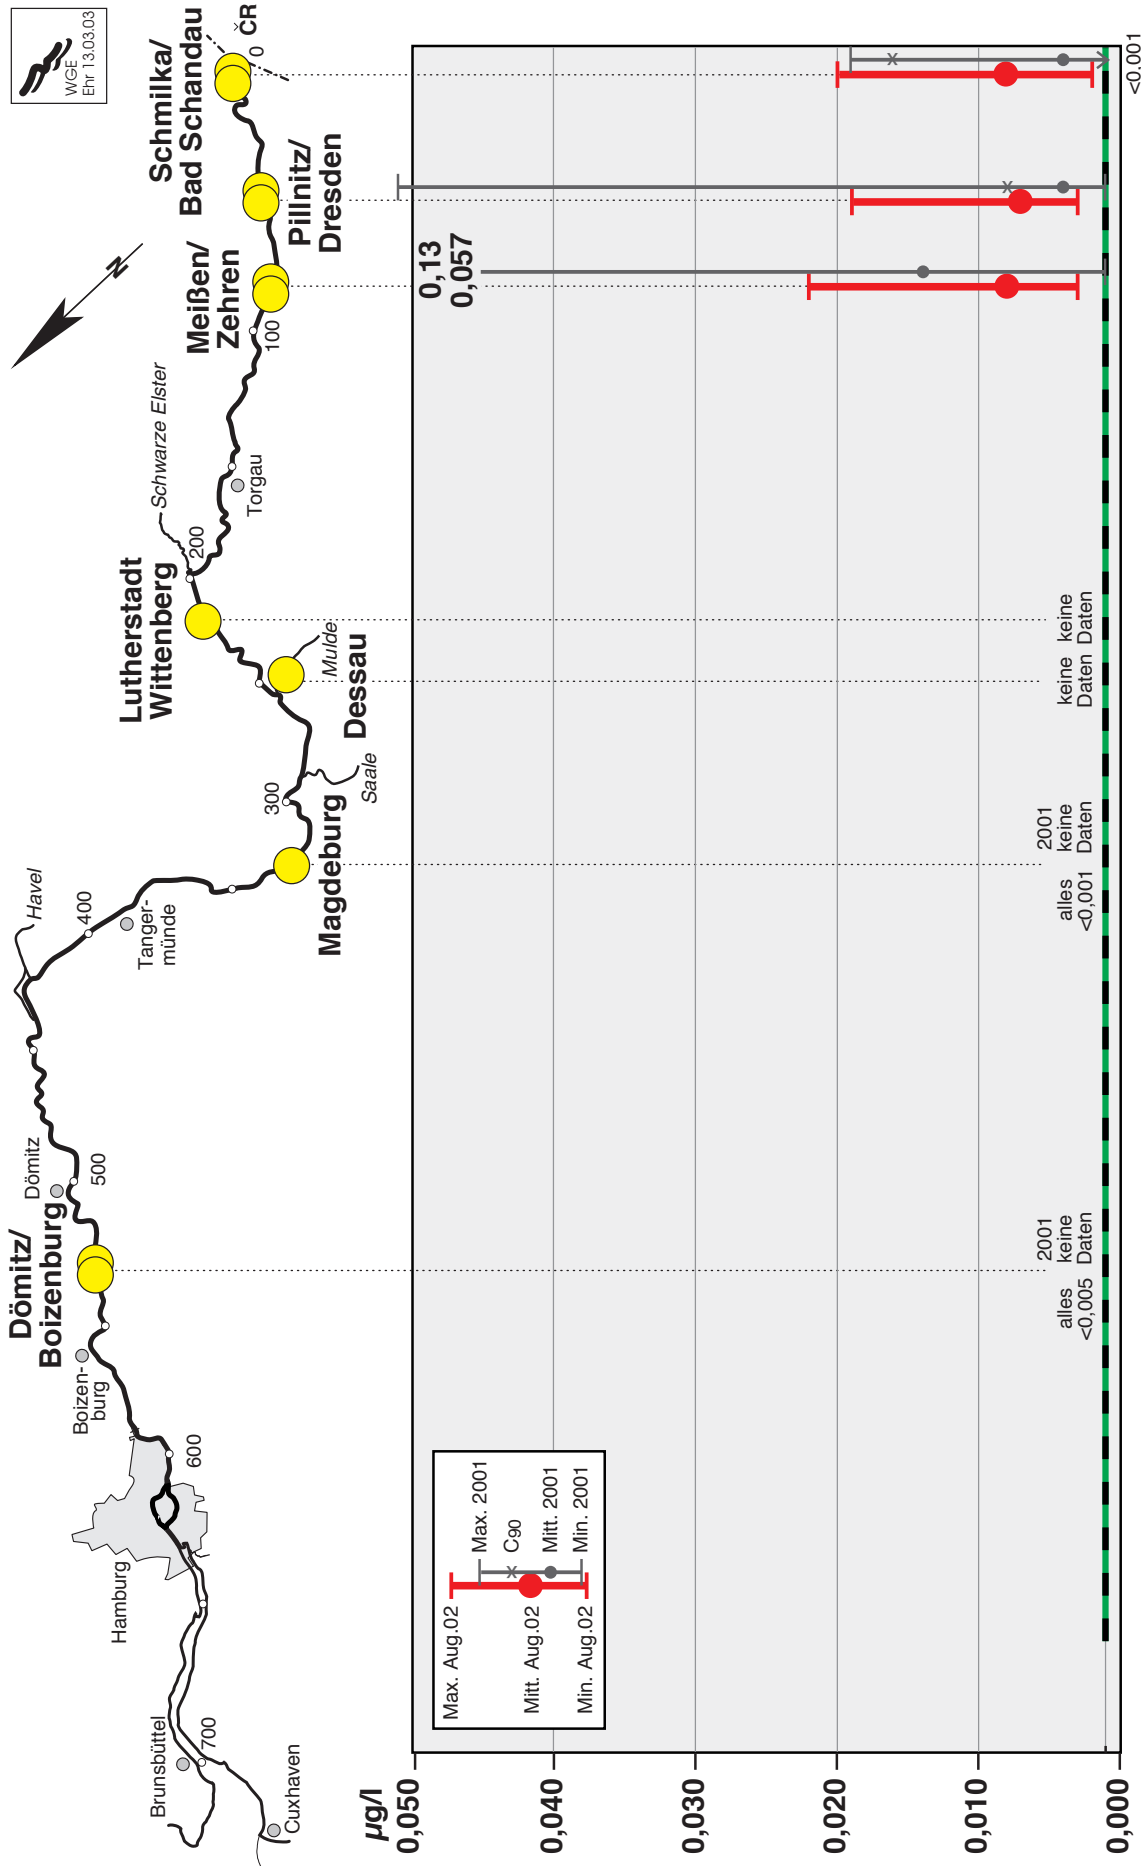 WGE
Ehr 13.03.03
Schmilka/
Bad Schandau
ČR
0
Pillnitz/
Dresden
Meißen/
Zehren
N
100
Schwarze Elster
Torgau
200
Lutherstadt
Wittenberg
Mulde
Dessau
Saale
300
Magdeburg
Havel
400
Tanger-
münde
Dömitz
500
Dömitz/
Boizenburg
Boizen-
burg
600
Hamburg
Brunsbüttel
700
Cuxhaven
µg/l
0,050
0,040
0,030
0,020
0,010
0,000
Max. Aug.02
Mitt. Aug.02
Min. Aug.02
Max. 2001
C90
Mitt. 2001
Min. 2001
alles
<0,005
2001
keine
Daten
alles
<0,001
2001
keine
Daten
keine
Daten
keine
Daten
0,13
0,057
<0.001